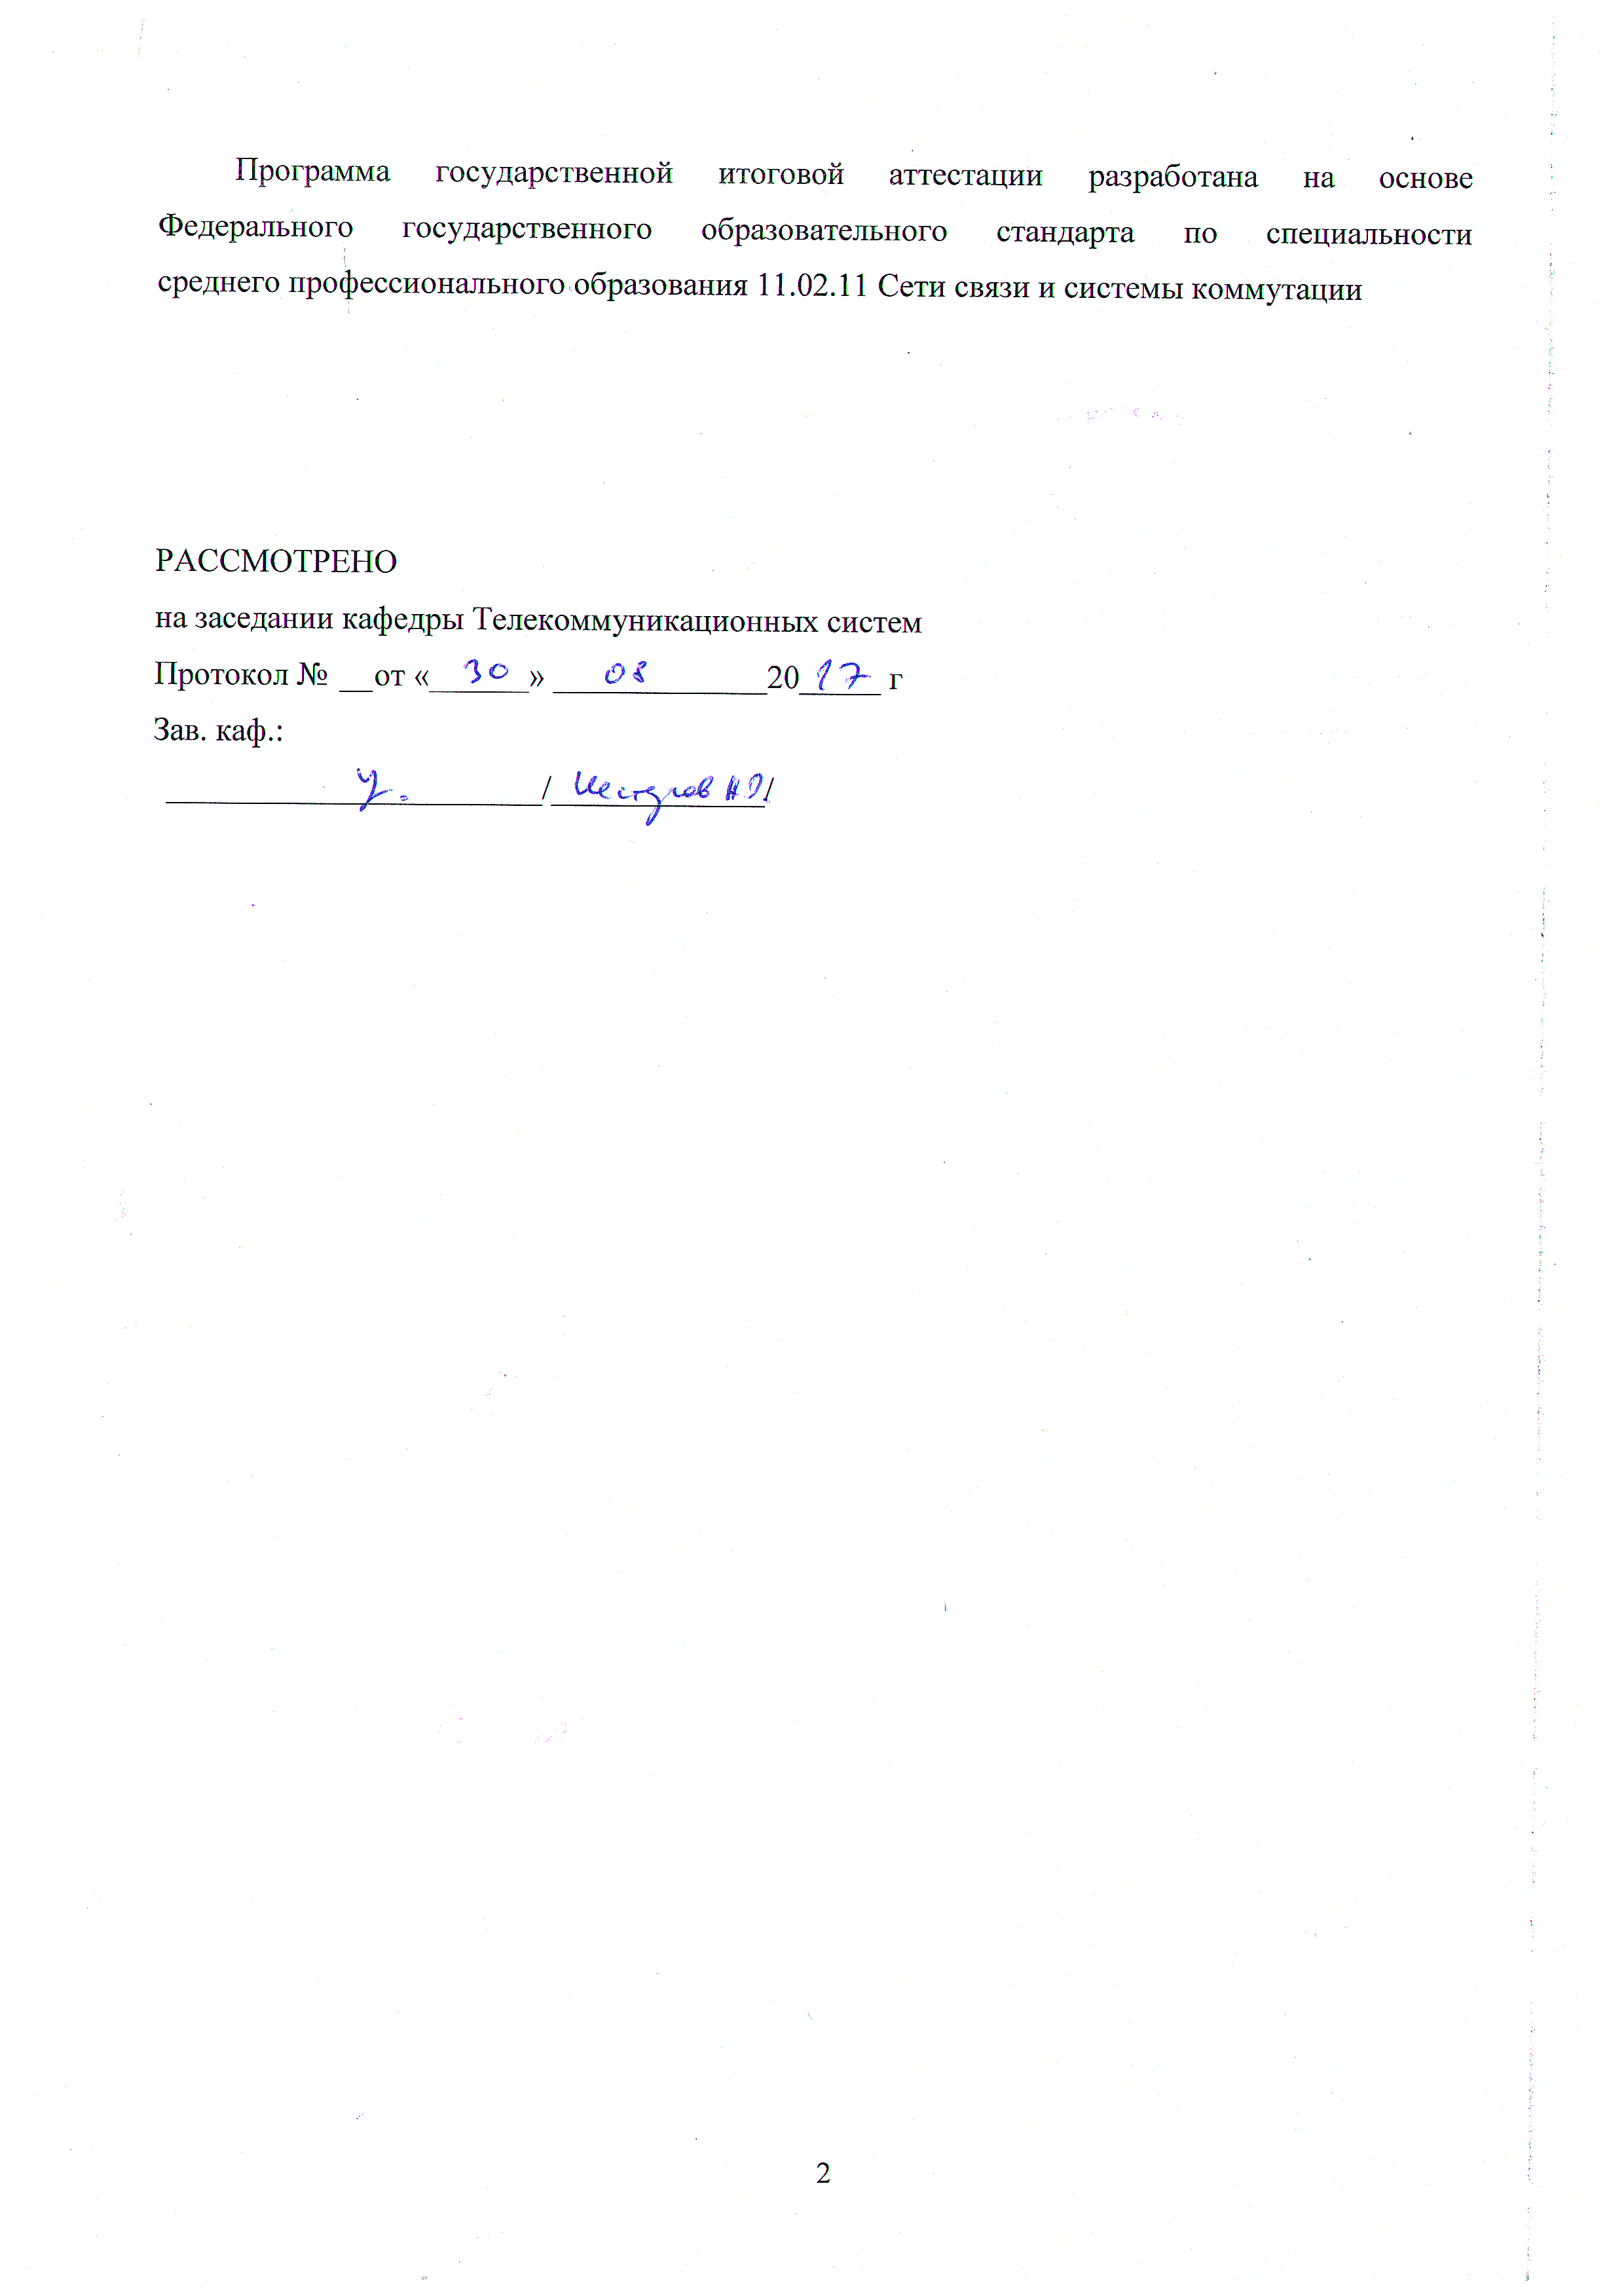 Программа государственной итоговой аттестации разработана на основе
Федерального государственного образовательного стандарта по специальности
среднего профессионального образования 11.02.11 Сети связи и системы коммутации
РАССМОТРЕНО
на заседании кафедры Телекоммуникационных систем
Протокол № __от «30» 08 2017 г
Зав. каф.:
/ /
2